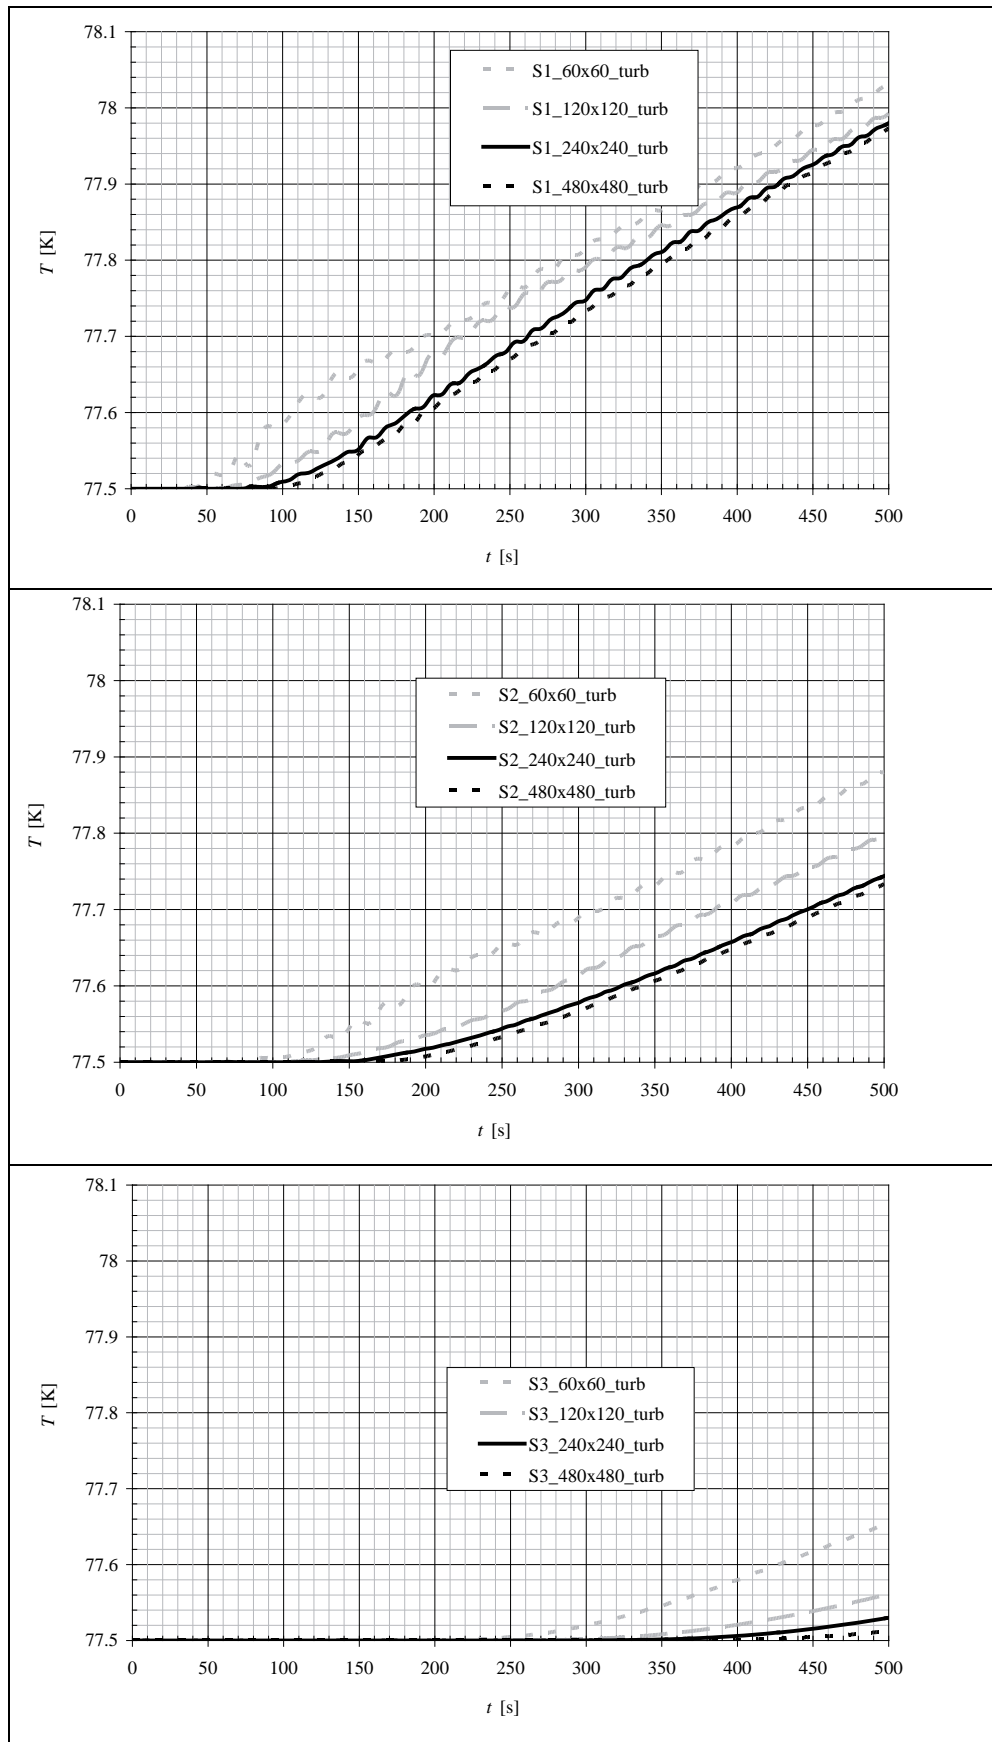 78.1
78
77.9
77.8
77.7
77.6
77.5
T [K]
S1_60x60_turb
S1_120x120_turb
S1_240x240_turb
S1_480x480_turb
0 50 100 150 200 250 300 350 400 450 500
t [s]
78.1
78
77.9
77.8
77.7
77.6
77.5
T [K]
S2_60x60_turb
S2_120x120_turb
S2_240x240_turb
S2_480x480_turb
0 50 100 150 200 250 300 350 400 450 500
t [s]
78.1
78
77.9
77.8
77.7
77.6
77.5
T [K]
S3_60x60_turb
S3_120x120_turb
S3_240x240_turb
S3_480x480_turb
0 50 100 150 200 250 300 350 400 450 500
t [s]